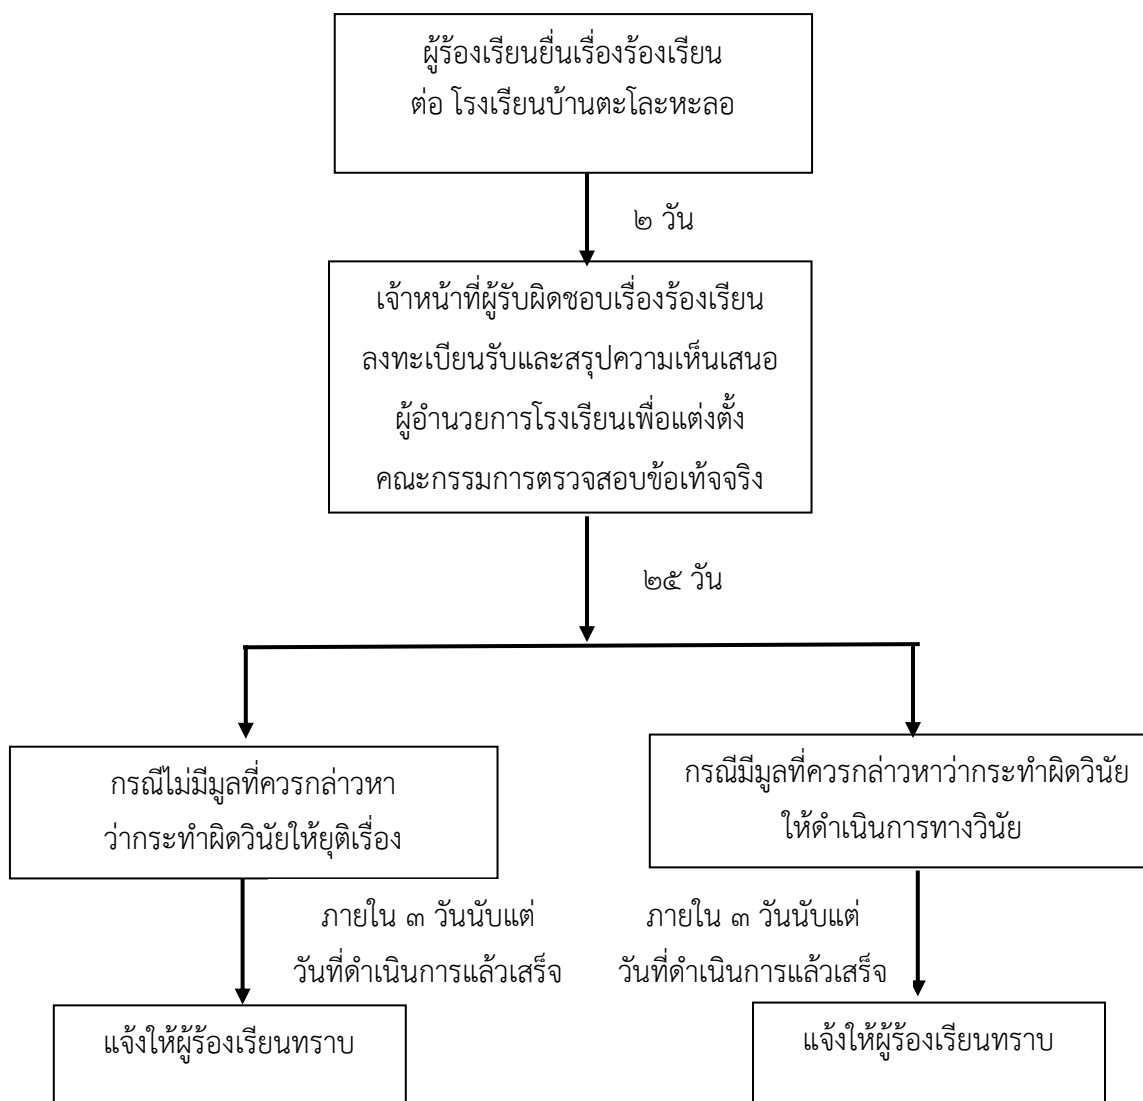 ผู้ร้องเรียนยื่นเรื่องร้องเรียน
ต่อ โรงเรียนบ้านตะโละหะลอ
๒ วัน
เจ้าหน้าที่ผู้รับผิดชอบเรื่องร้องเรียน
ลงทะเบียนรับและสรุปความเห็นเสนอ
ผู้อำนวยการโรงเรียนเพื่อแต่งตั้ง
คณะกรรมการตรวจสอบข้อเท้จจริง
๒๕ วัน
กรณีไม่มีมูลที่ควรกล่าวหา
ว่ากระทำผิดวินัยให้ยุติเรื่อง
กรณีมีมูลที่ควรกล่าวหาว่ากระทำผิดวินัย
ให้ดำเนินการทางวินัย
ภายใน ๓ วันนับแต่
วันที่ดำเนินการแล้วเสร็จ
ภายใน ๓ วันนับแต่
วันที่ดำเนินการแล้วเสร็จ
แจ้งให้ผู้ร้องเรียนทราบ
แจ้งให้ผู้ร้องเรียนทราบ